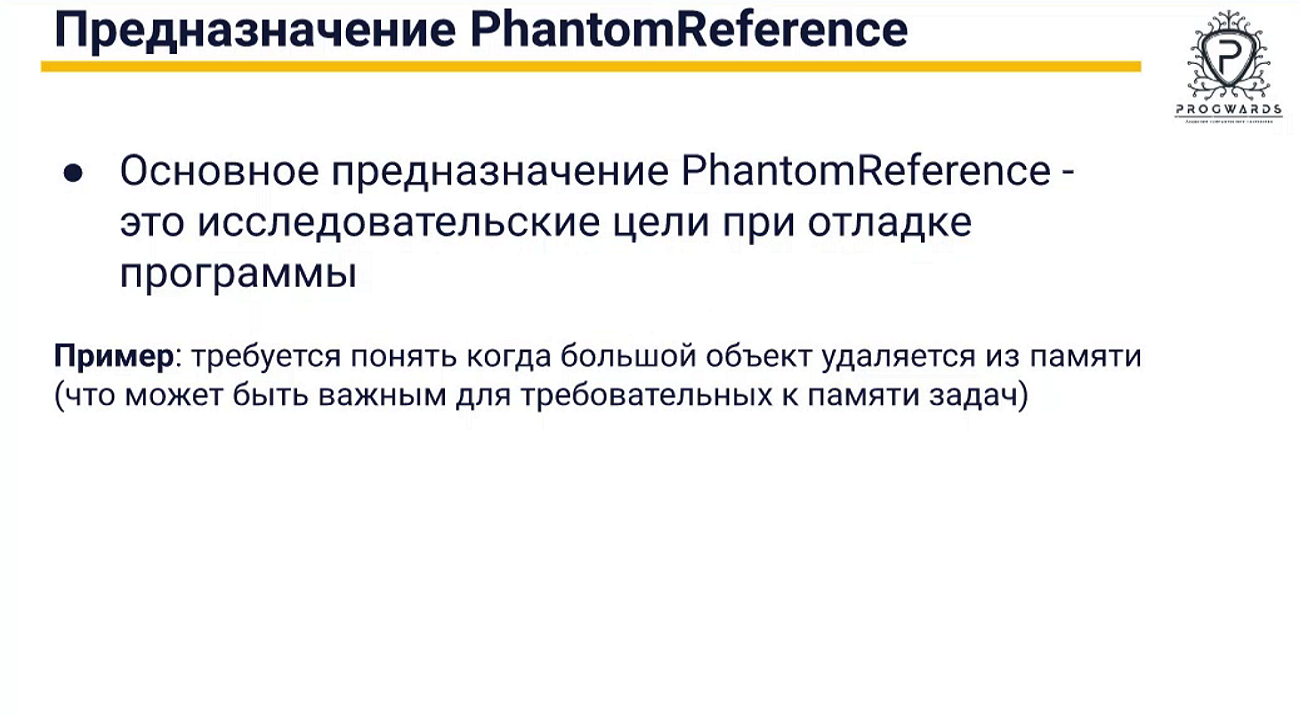 Предназначение PhantomReference
PROGWARDS
● Основное предназначение PhantomReference -
это исследовательские цели при отладке
программы
Пример: требуется понять когда большой объект удаляется из памяти
(что может быть важным для требовательных к памяти задач)